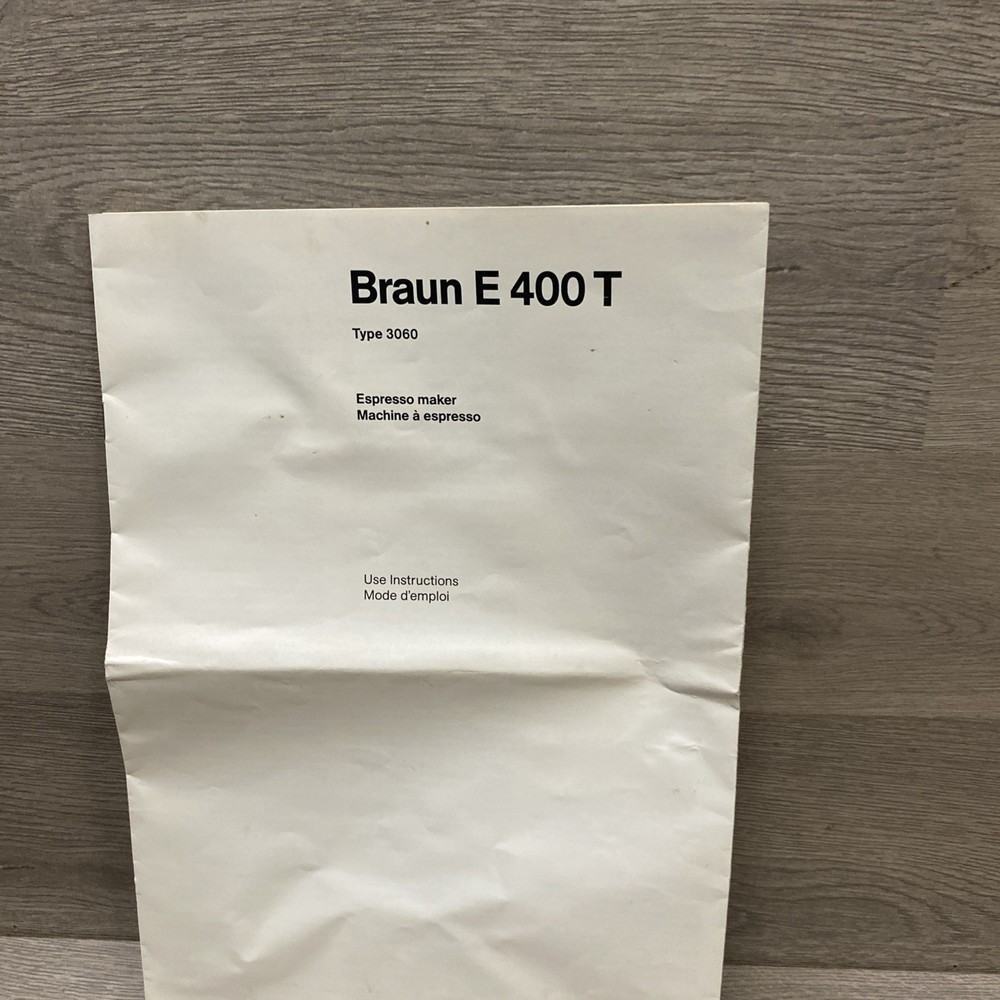 Braun E 400 T
Type 3060
Espresso maker
Machine à espresso
Use Instructions
Mode d'emploi